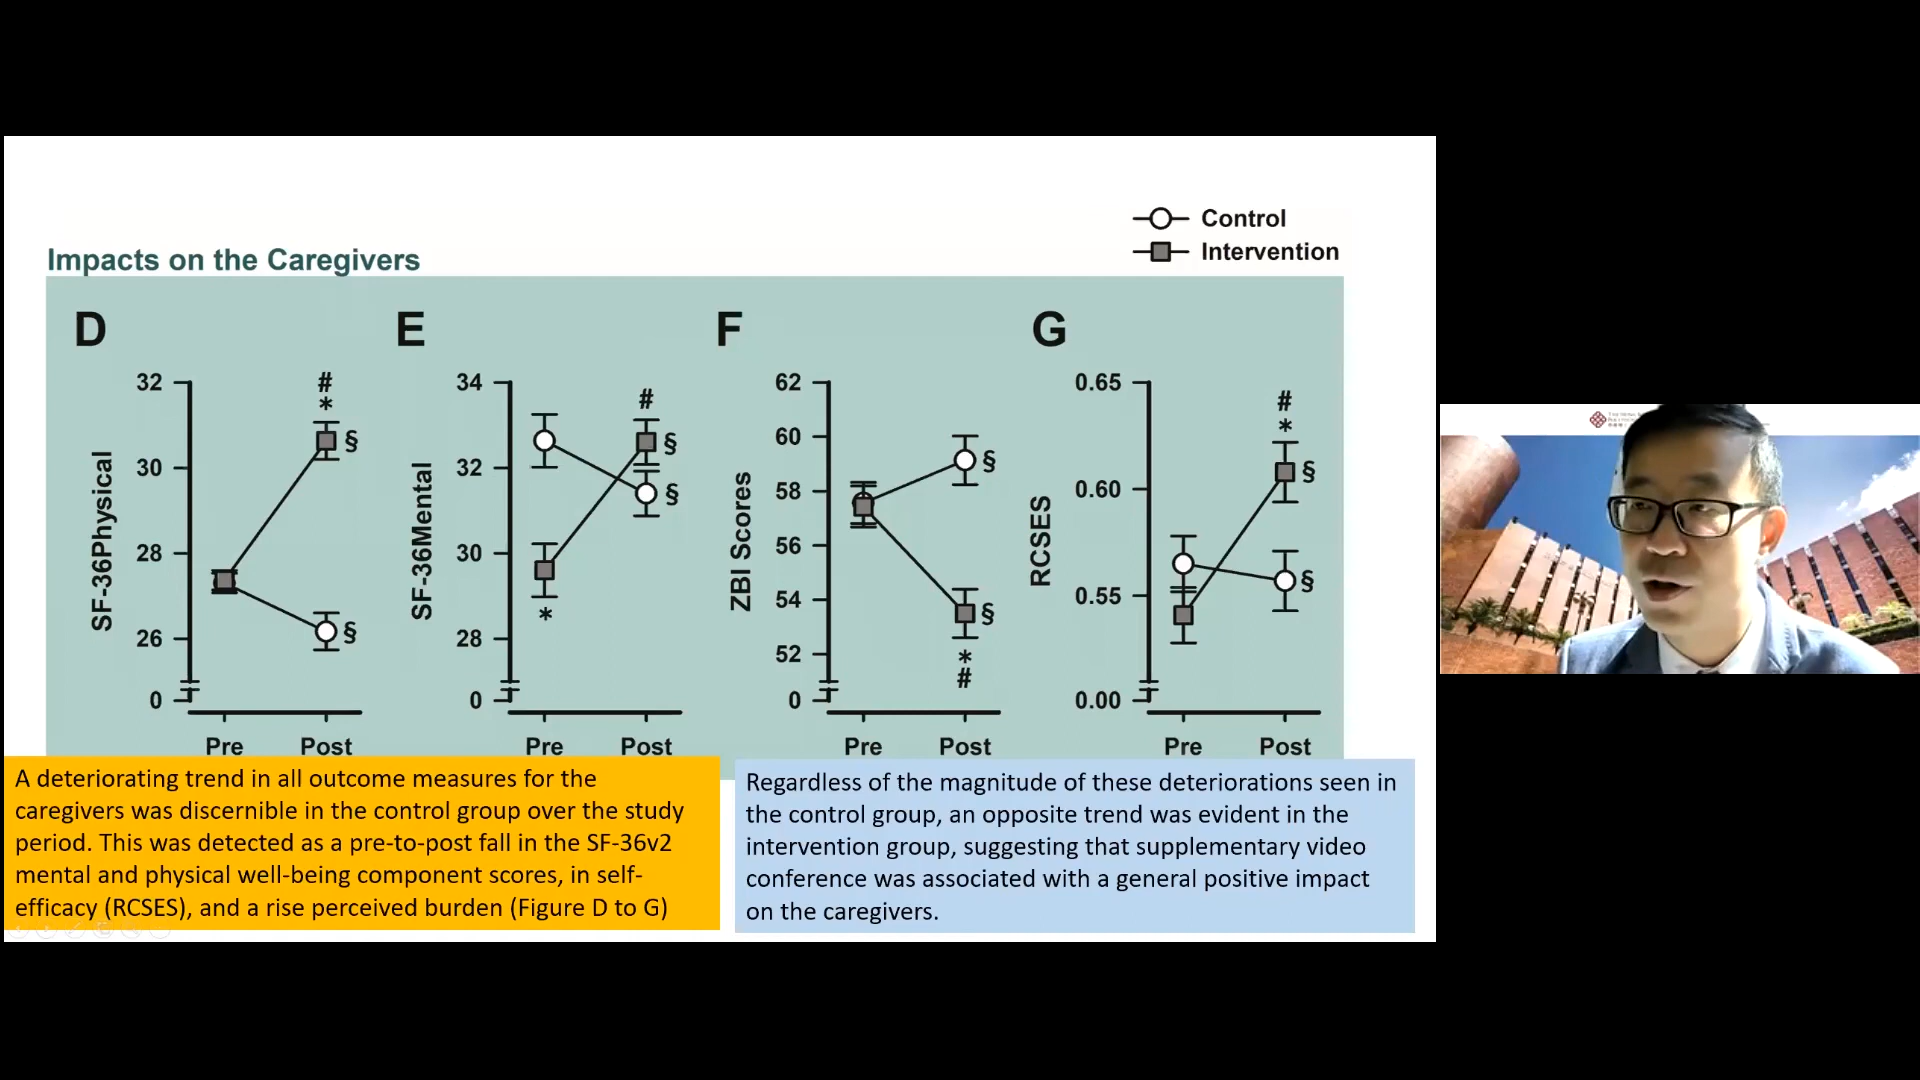 Control
Intervention
Impacts on the Caregivers
D
E
F
G
SF-36Physical
32
30
28
26
0
#
*
§
§
Pre
Post
SF-36Mental
34
32
30
28
0
#
§
§
*
Pre
Post
ZBI Scores
62
60
58
56
54
52
0
§
§
*
#
Pre
Post
RCSES
0.65
0.60
0.55
0.00
#
*
§
§
Pre
Post
A deteriorating trend in all outcome measures for the
caregivers was discernible in the control group over the study
period. This was detected as a pre-to-post fall in the SF-36v2
mental and physical well-being component scores, in self-
efficacy (RCSES), and a rise perceived burden (Figure D to G)
Regardless of the magnitude of these deteriorations seen in
the control group, an opposite trend was evident in the
intervention group, suggesting that supplementary video
conference was associated with a general positive impact
on the caregivers.